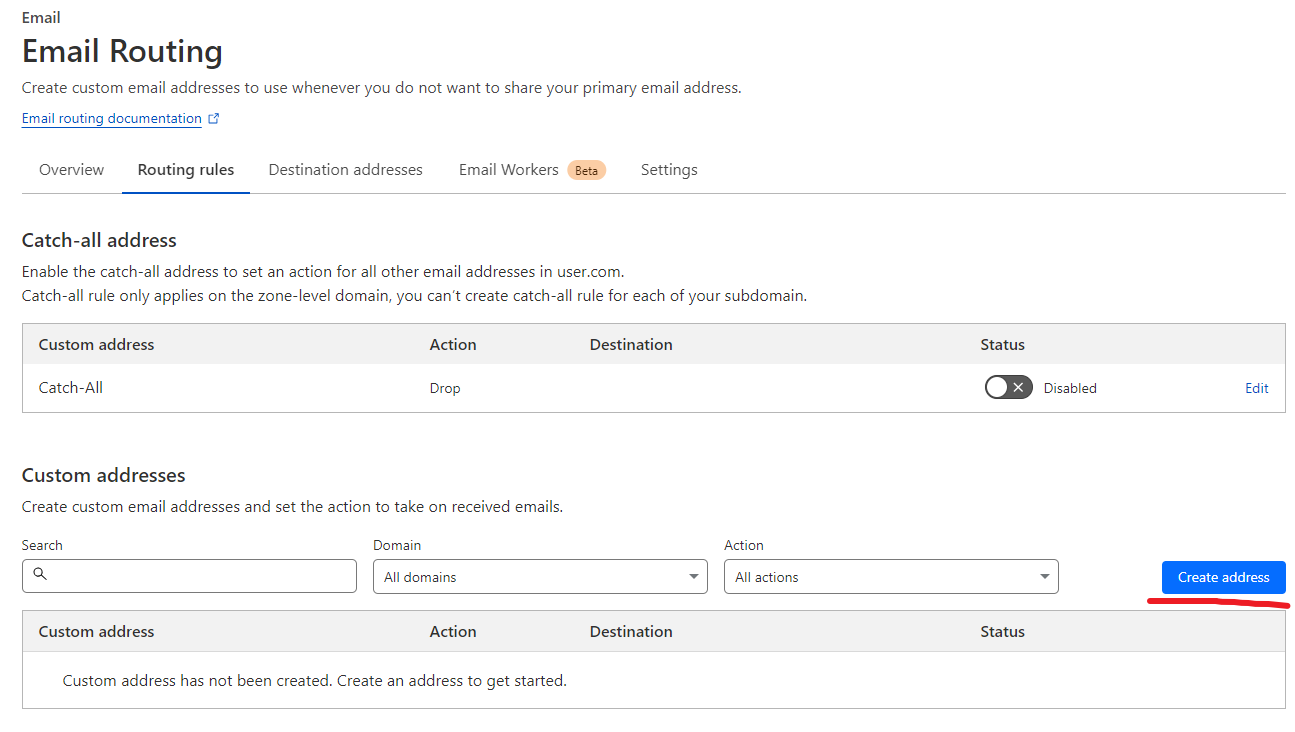 Email
Email Routing
Create custom email addresses to use whenever you do not want to share your primary email address.
Email routing documentation
Overview Routing rules Destination addresses Email Workers Beta Settings
Catch-all address
Enable the catch-all address to set an action for all other email addresses in user.com.
Catch-all rule only applies on the zone-level domain, you can’t create catch-all rule for each of your subdomain.
Custom address Action Destination Status
Catch-All Drop Disabled Edit
Custom addresses
Create custom email addresses and set the action to take on received emails.
Search Domain Action
All domains All actions Create address
Custom address Action Destination Status
Custom address has not been created. Create an address to get started.